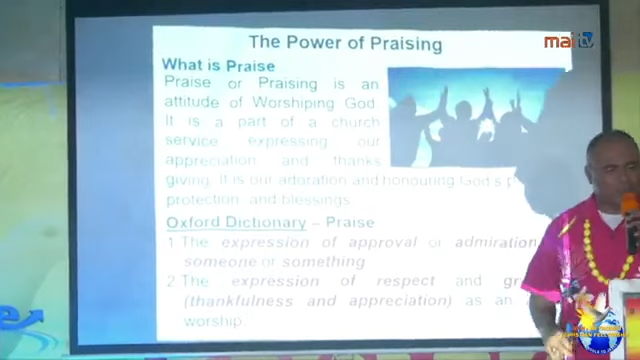 The Power of Praising
mai tv
What is Praise
Praise or Praising is an
attitude of Worshiping God.
It is a part of a church
service expressing our
appreciation and thanks
giving. It is our adoration and honouring God's
protection and blessings.
Oxford Dictionary – Praise
1 The expression of approval or admiration
someone or something
2 The expression of respect and
(thankfulness and appreciation) as an
worship.